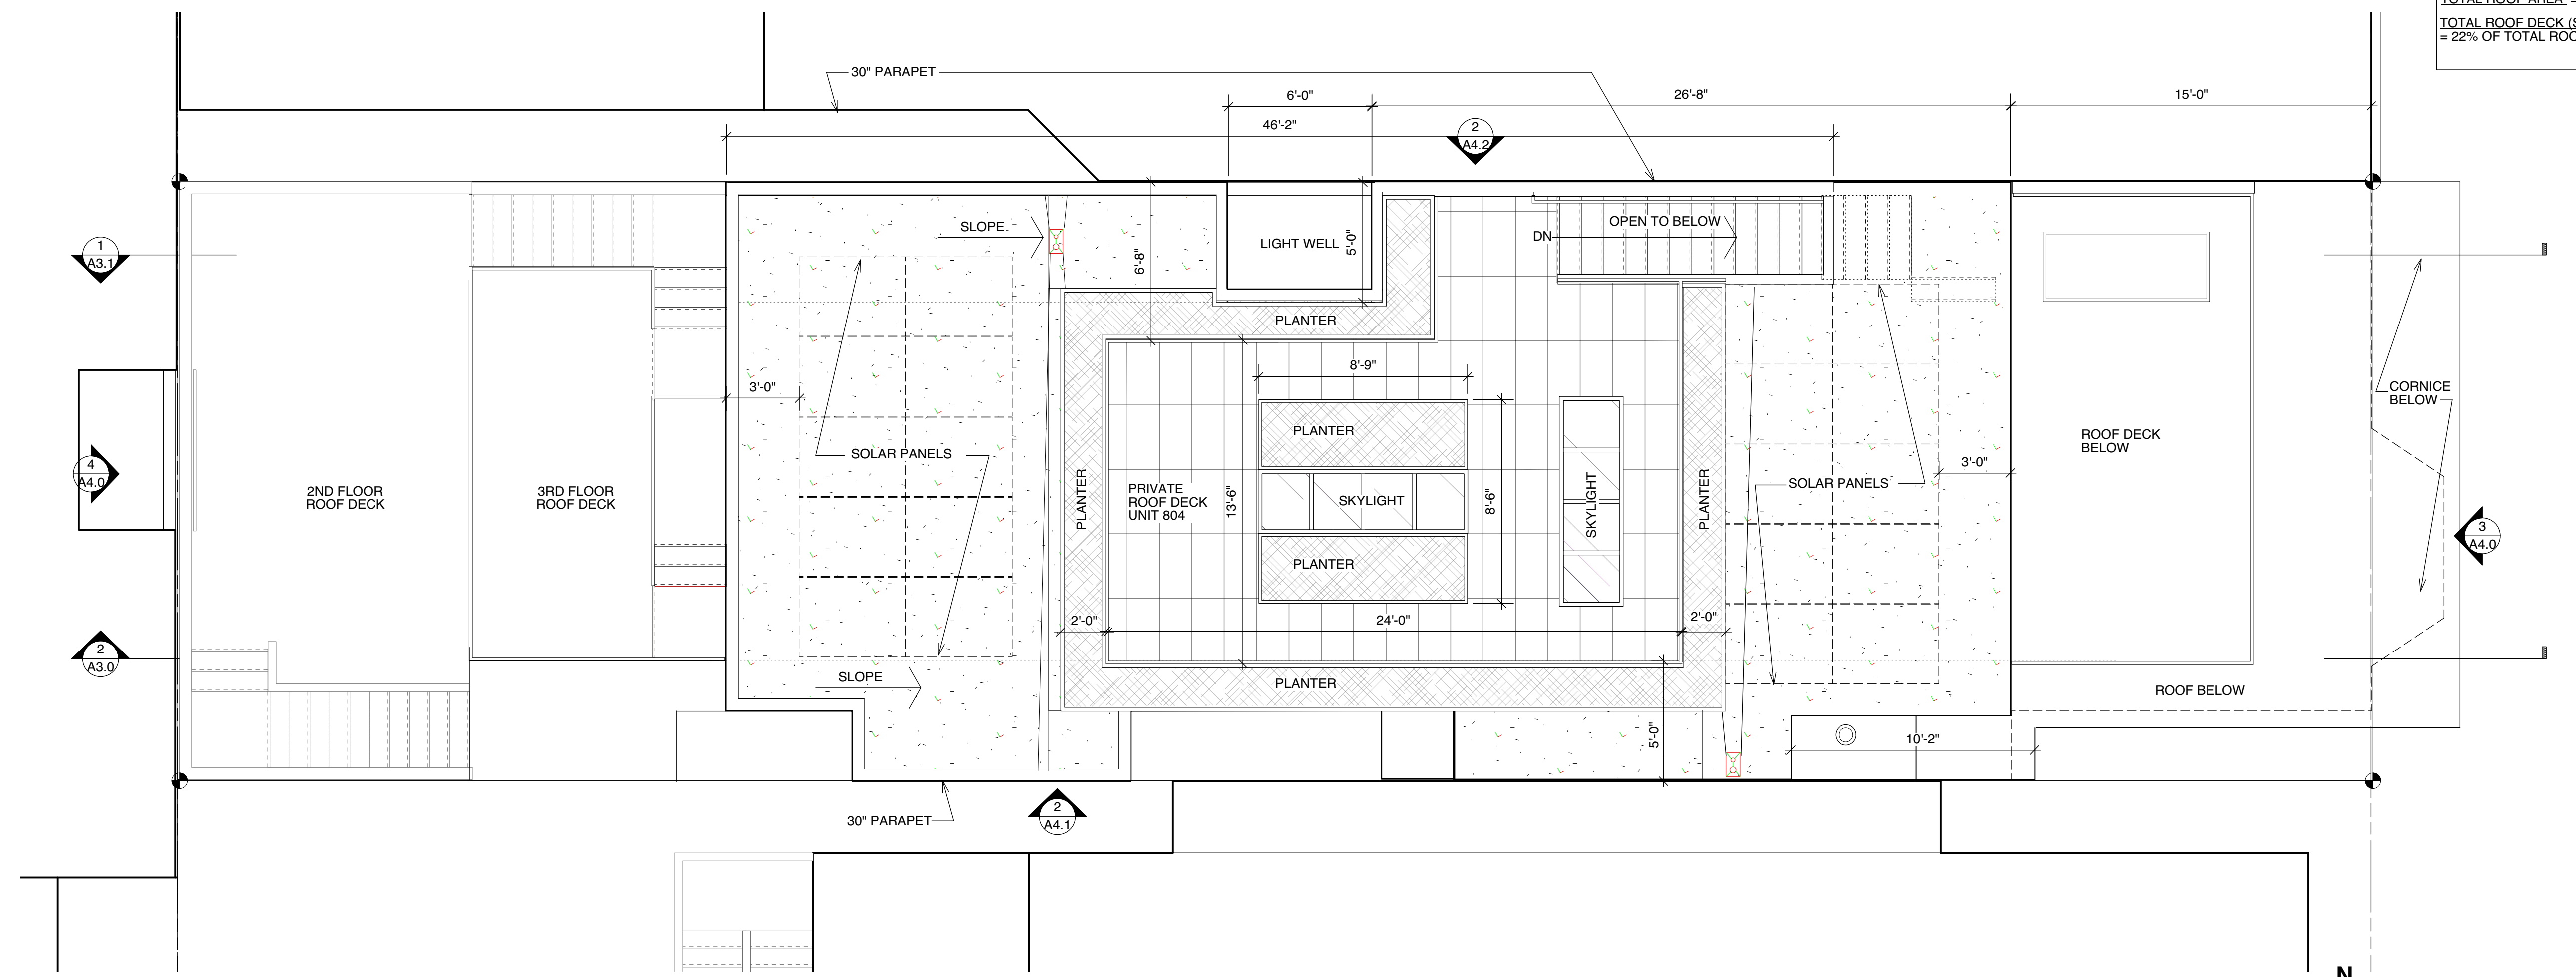 TOTAL ROOF AREA =
TOTAL ROOF DECK (S
= 22% OF TOTAL ROO
30" PARAPET
6'-0"
26'-8"
15'-0"
46'-2"
2
A4.2
1
A3.1
SLOPE
LIGHT WELL
5'-0"
6'-8"
DN
OPEN TO BELOW
PLANTER
8'-9"
3'-0"
CORNICE
BELOW
PLANTER
SOLAR PANELS
ROOF DECK
BELOW
4
A4.0
2ND FLOOR
ROOF DECK
3RD FLOOR
ROOF DECK
PLANTER
PRIVATE
ROOF DECK
UNIT 804
13'-6"
SKYLIGHT
8'-6"
SKYLIGHT
PLANTER
SOLAR PANELS
3'-0"
3
A4.0
PLANTER
2'-0"
24'-0"
2'-0"
2
A3.0
SLOPE
PLANTER
ROOF BELOW
5'-0"
10'-2"
30" PARAPET
2
A4.1
N